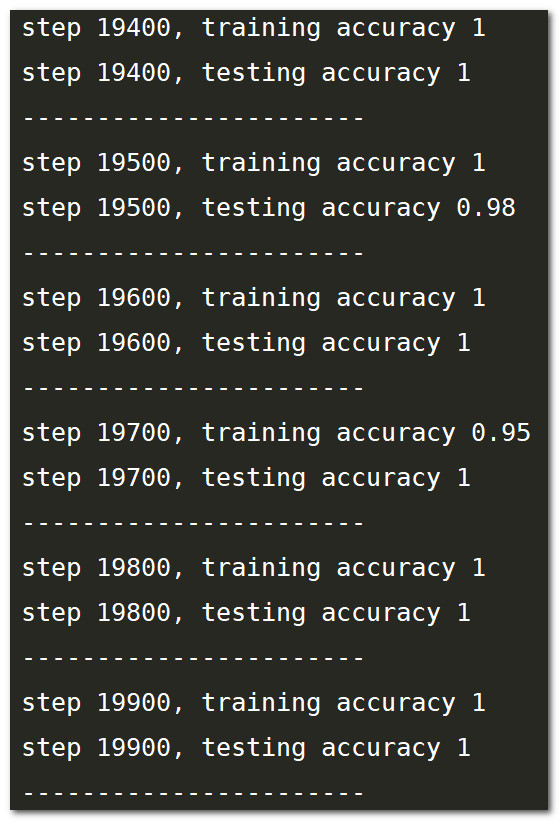 step 19400, training accuracy 1
step 19400, testing accuracy 1
-----------------------
step 19500, training accuracy 1
step 19500, testing accuracy 0.98
-----------------------
step 19600, training accuracy 1
step 19600, testing accuracy 1
-----------------------
step 19700, training accuracy 0.95
step 19700, testing accuracy 1
-----------------------
step 19800, training accuracy 1
step 19800, testing accuracy 1
-----------------------
step 19900, training accuracy 1
step 19900, testing accuracy 1
-----------------------